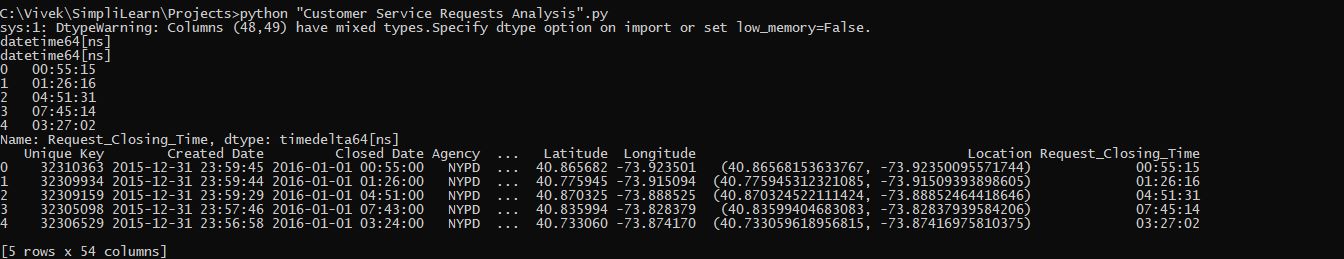 C:\Vivek\SimpliLearn\Projects>python "Customer Service Requests Analysis".py
sys:1: DtypeWarning: Columns (48,49) have mixed types.Specify dtype option on import or set low_memory=False.
datetime64[ns]
datetime64[ns]
0   00:55:15
1   01:26:16
2   04:51:31
3   07:45:14
4   03:27:02
Name: Request_Closing_Time, dtype: timedelta64[ns]
   Unique Key        Created Date         Closed Date Agency  ...   Latitude  Longitude                                 Location Request_Closing_Time
0    32310363 2015-12-31 23:59:45 2016-01-01 00:55:00   NYPD  ...  40.865682 -73.923501   (40.86568153633767, -73.92350095571744)             00:55:15
1    32309934 2015-12-31 23:59:44 2016-01-01 01:26:00   NYPD  ...  40.775945 -73.915094  (40.775945312321085, -73.91509393898605)             01:26:16
2    32309159 2015-12-31 23:59:29 2016-01-01 04:51:00   NYPD  ...  40.870325 -73.888525  (40.870324522111424, -73.88852464418646)             04:51:31
3    32305098 2015-12-31 23:57:46 2016-01-01 07:43:00   NYPD  ...  40.835994 -73.828379   (40.83599404683083, -73.82837939584206)             07:45:14
4    32306529 2015-12-31 23:56:58 2016-01-01 03:24:00   NYPD  ...  40.733060 -73.874170  (40.733059618956815, -73.87416975810375)             03:27:02
[5 rows x 54 columns]